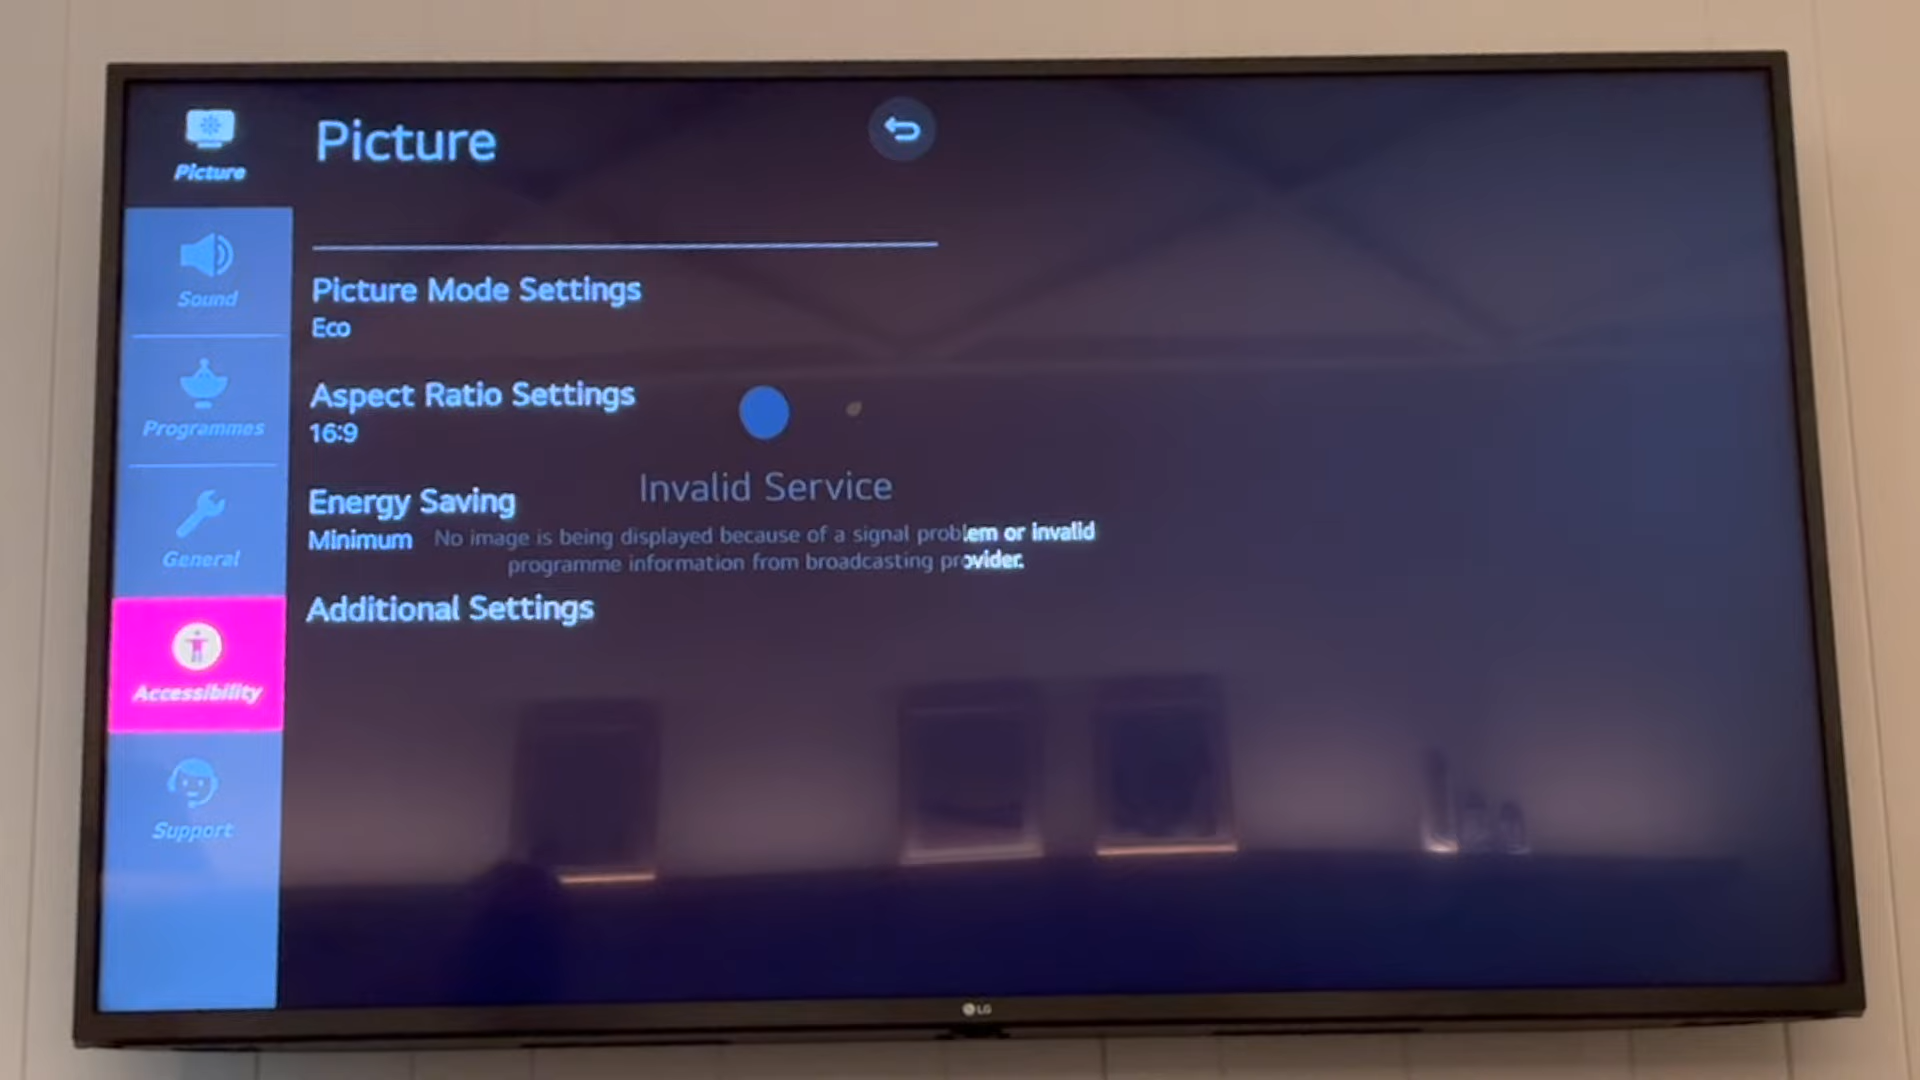 Picture
Picture
Sound
Programmes
General
Accessibility
Support
Picture Mode Settings
Eco
Aspect Ratio Settings
16:9
Energy Saving
Minimum
Additional Settings
Invalid Service
No image is being displayed because of a signal problem or invalid
programme information from broadcasting provider.
LG